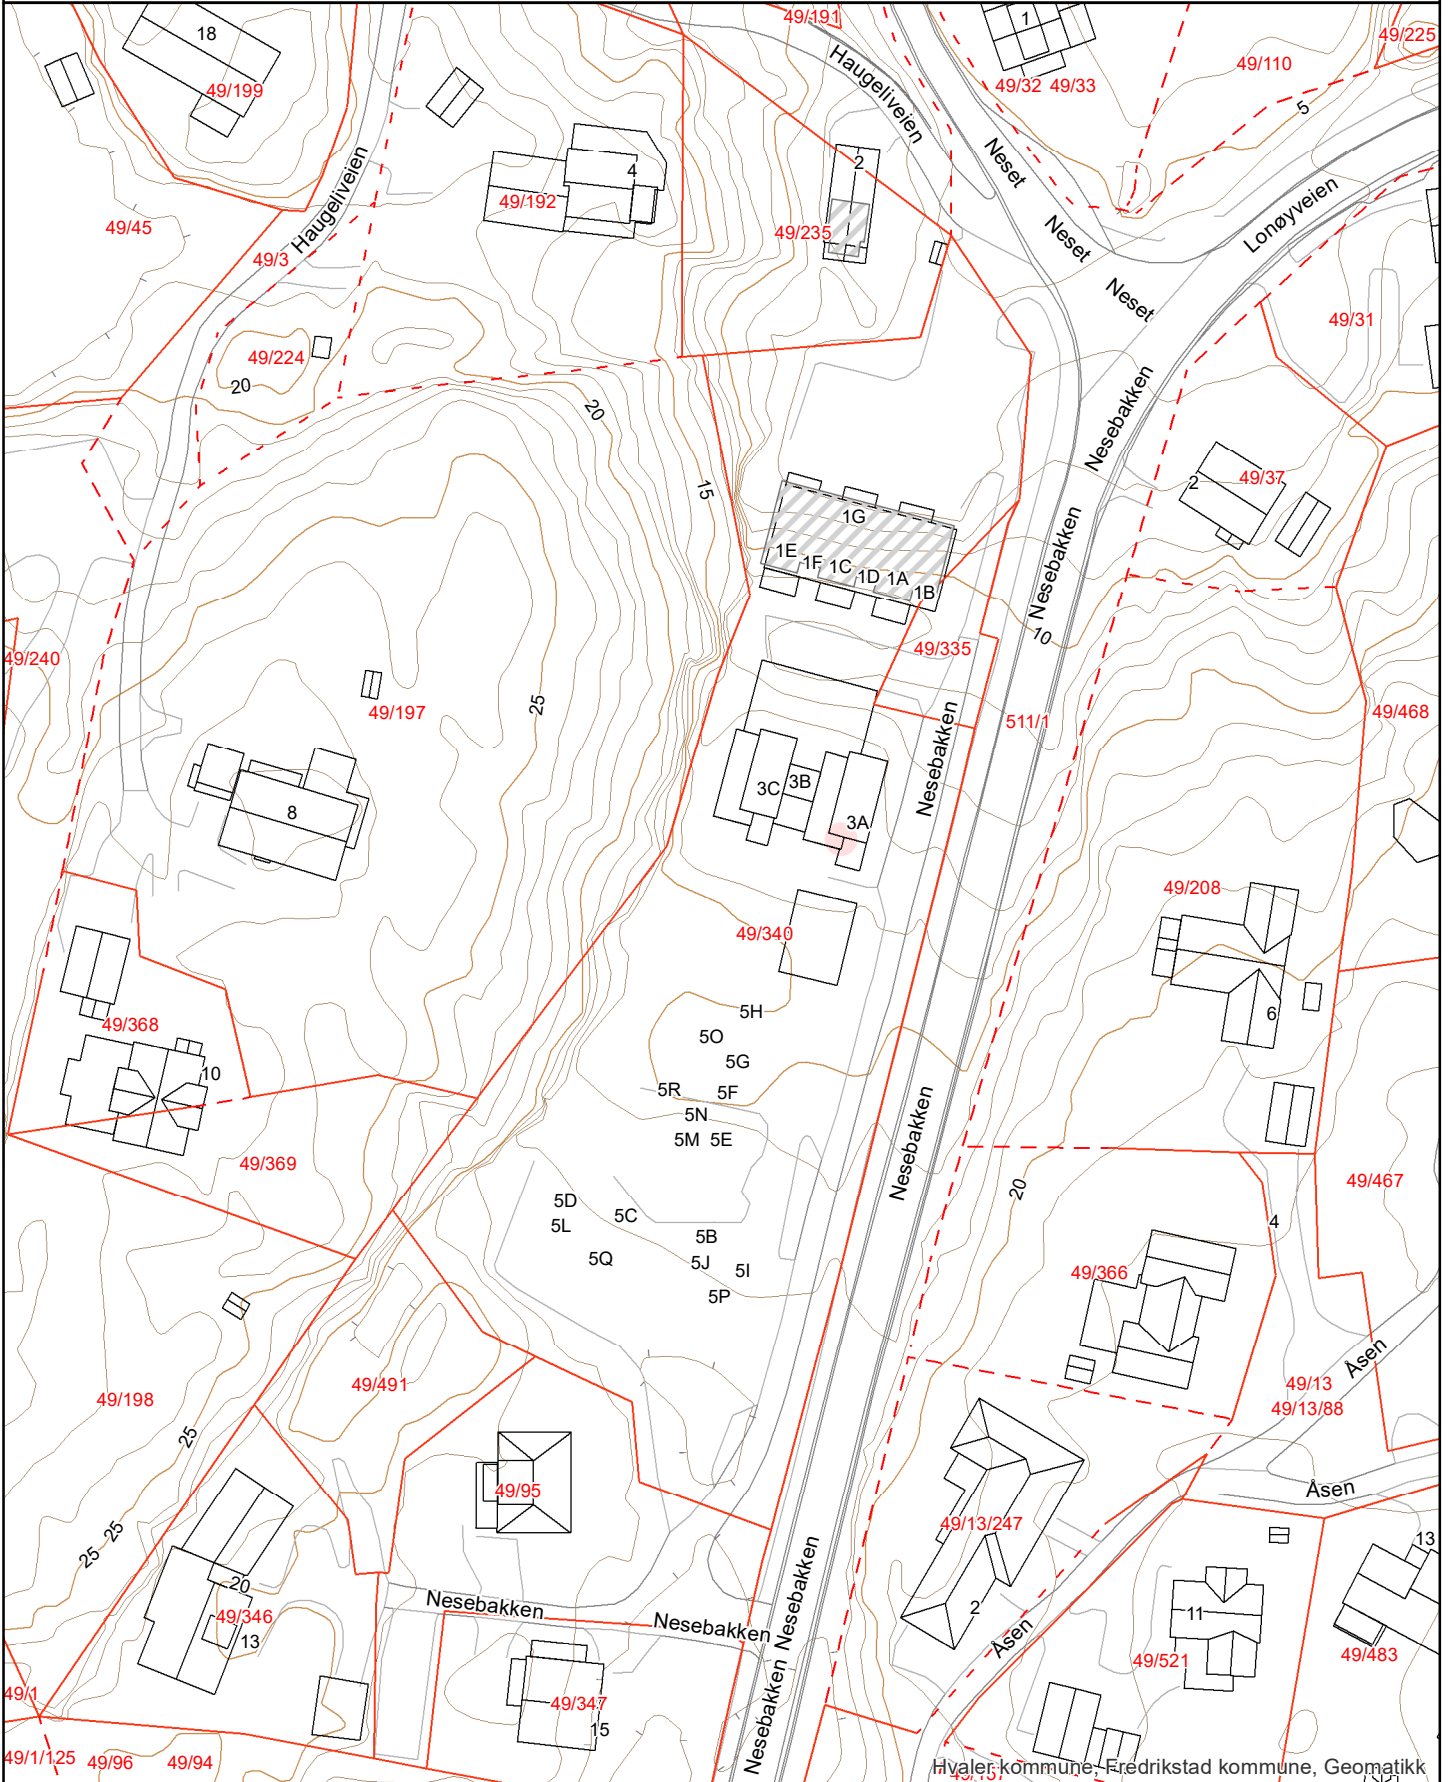 49/191
18
1
49/225
Haugeliveien
49/110
49/199
49/32 49/33
5
Neset
2
4
Haugeliveien
49/192
Lonøyveien
49/45
49/235
Neset
49/3
Neset
49/31
49/224
20
20
Nesebakken
15
49/37
2
1G
1E
1F
1C
1D
1A
1B
Nesebakken
10
49/335
49/240
25
49/197
511/1
49/468
Nesebakken
3B
3C
8
3A
49/208
49/340
5H
6
49/368
5O
5G
10
5R
5F
5N
5M 5E
Nesebakken
49/369
49/467
20
5D
5C
5L
4
5B
5Q
5J
5I
49/366
5P
Åsen
49/491
49/13
49/198
49/13/88
25
49/95
Åsen
49/13/247
25
25
13
20
Nesebakken
Nesebakken
Nesebakken
2
11
49/346
13
Åsen
49/521
49/483
49/1
49/347
15
Nesebakken
49/1/125 49/96 49/94
Hvaler kommune, Fredrikstad kommune, Geomatikk